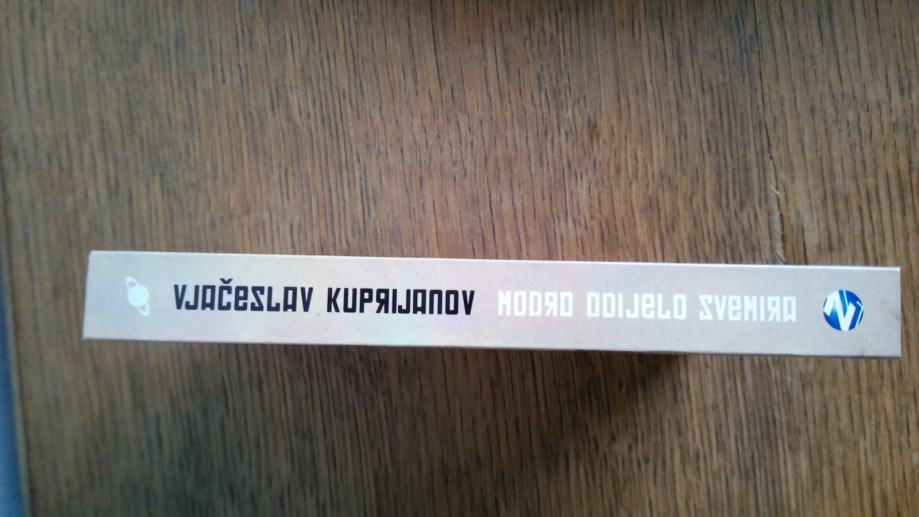 VJAČESLAV KUPRIJANOV MODRO ODIJELO SVEMIRA